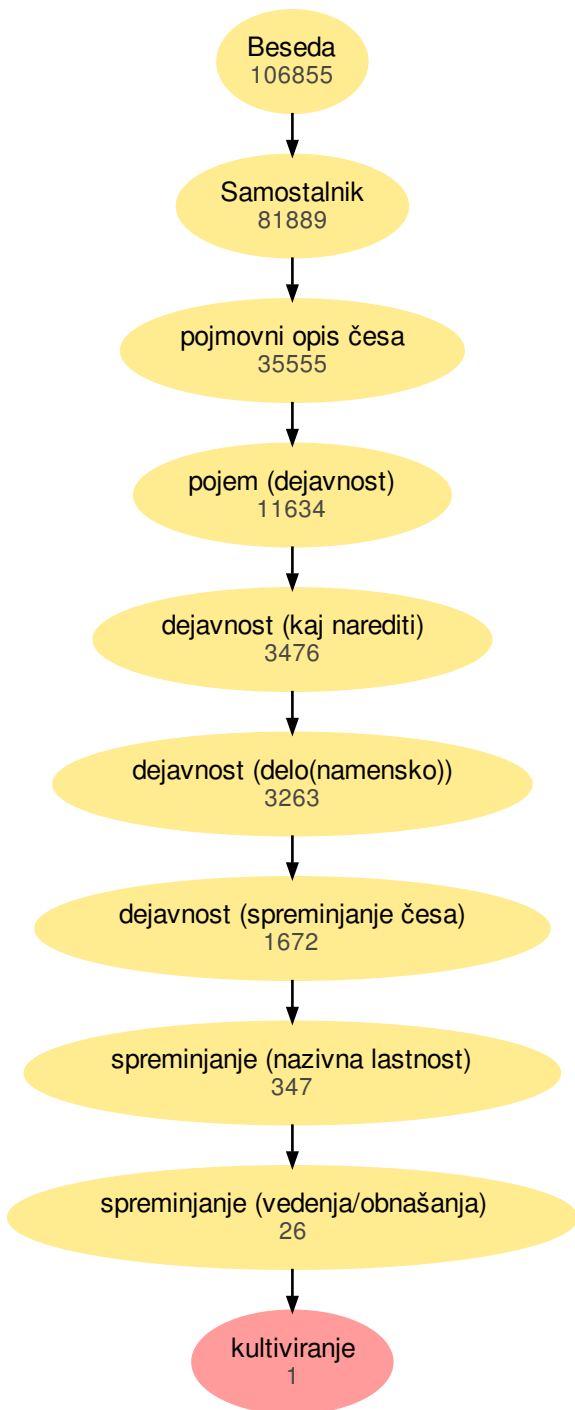 Beseda
106855
Samostalnik
81889
pojmovni opis česa
35555
pojem (dejavnost)
11634
dejavnost (kaj narediti)
3476
dejavnost (delo(namensko))
3263
dejavnost (spreminjanje česa)
1672
spreminjanje (nazivna lastnost)
347
spreminjanje (vedenja/obnašanja)
26
kultiviranje
1